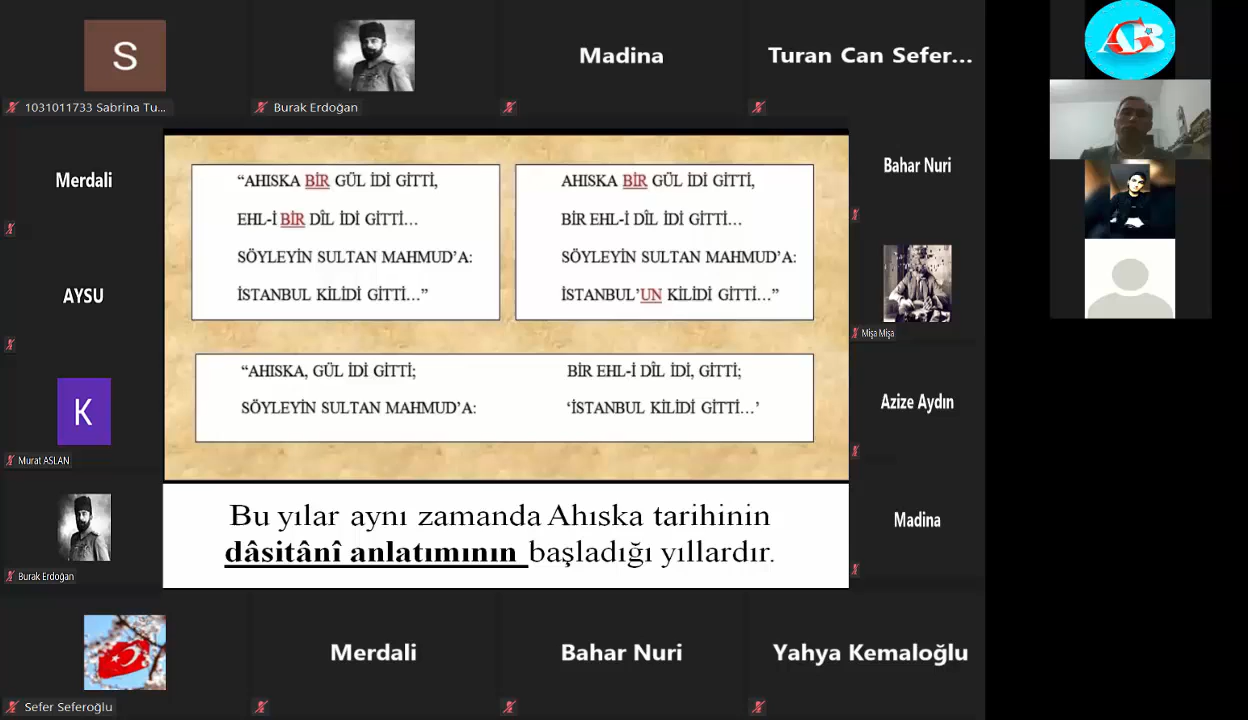 S
1031011733 Sabrina Tu...
Burak Erdoğan
Madina
Turan Can Sefer...
AGB
Merdali
AYSU
K
Murat ASLAN
Burak Erdoğan
“AHISKA BİR GÜL İDİ GİTTİ,
EHL-İ BİR DÎL İDİ GİTTİ…
SÖYLEYİN SULTAN MAHMUD’A:
İSTANBUL KİLİDİ GİTTİ…”
AHISKA BİR GÜL İDİ GİTTİ,
BİR EHL-İ DÎL İDİ GİTTİ…
SÖYLEYİN SULTAN MAHMUD’A:
İSTANBUL’UN KİLİDİ GİTTİ…”
“AHISKA, GÜL İDİ GİTTİ; BİR EHL-İ DÎL İDİ, GİTTİ;
SÖYLEYİN SULTAN MAHMUD’A: ‘İSTANBUL KİLİDİ GİTTİ…’
Bu yılar aynı zamanda Ahıska tarihinin
dâsitânî anlatımının başladığı yıllardır.
Bahar Nuri
Mişa Mişa
Azize Aydın
Madina
Sefer Seferoğlu
Merdali
Bahar Nuri
Yahya Kemaloğlu